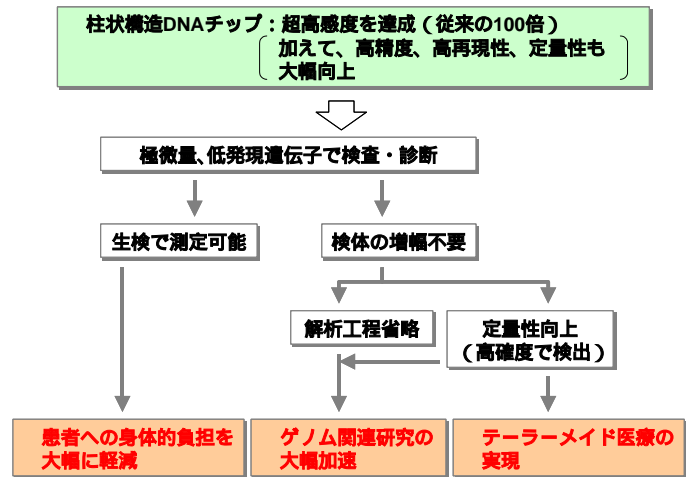 柱状構造DNAチップ：超高感度を達成（従来の100倍）
加えて、高精度、高再現性、定量性も
大幅向上
極微量、低発現遺伝子で検査・診断
生検で測定可能
検体の増幅不要
解析工程省略
定量性向上
（高確度で検出）
患者への身体的負担を
大幅に軽減
ゲノム関連研究の
大幅加速
テーラーメイド医療の
実現